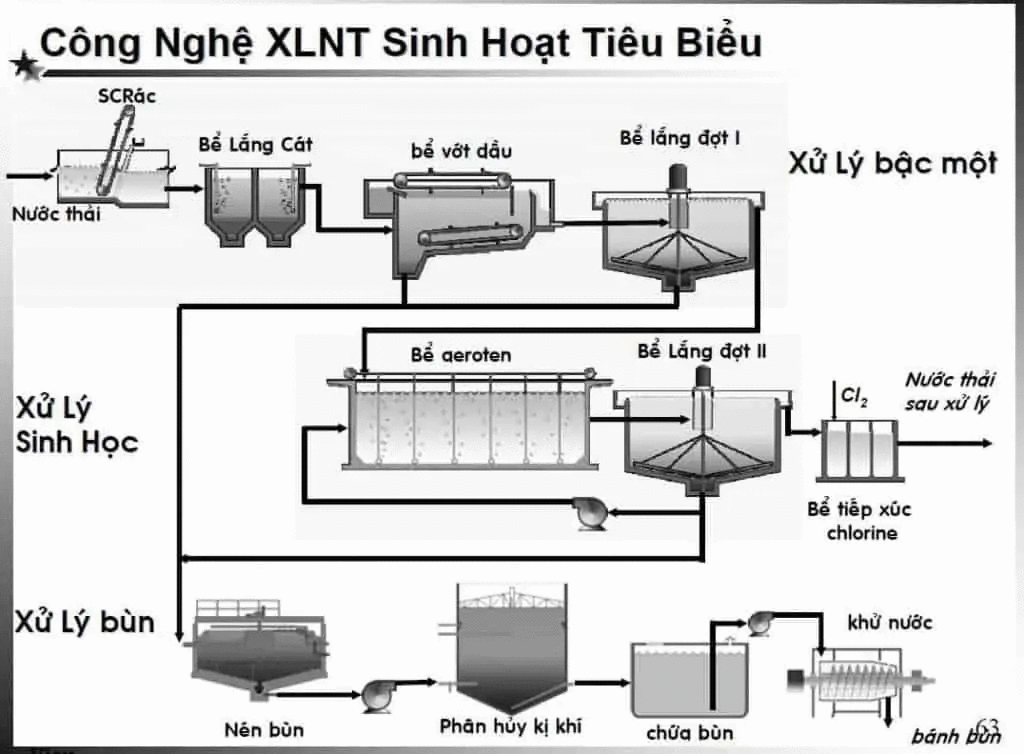 Công Nghệ XLNT Sinh Hoạt Tiêu Biểu
SCRác
Bể Lắng Cát
bể vớt dầu
Bể lắng đợt I
Xử Lý bậc một
Nước thải
Bể aeroten
Bể Lắng đợt II
Nước thải
sau xử lý
Cl2
Xử Lý
Sinh Học
Bể tiếp xúc
chlorine
Xử Lý bùn
khử nước
Nén bùn
Phân hủy kị khí
chứa bùn
bánh bùn
63